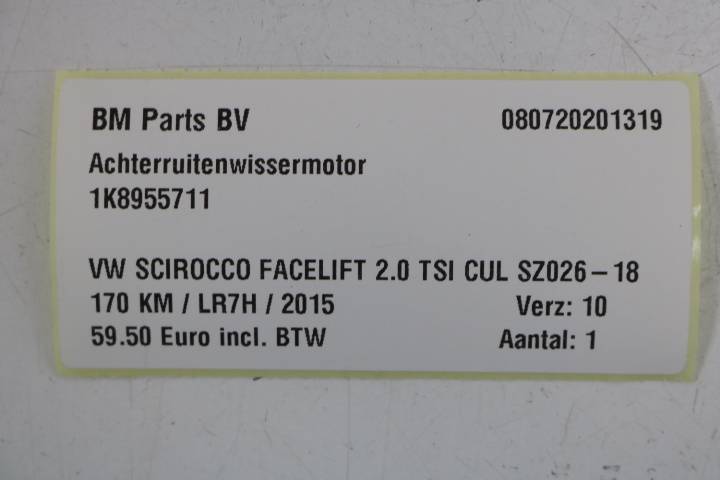 BM Parts BV 080720201319
Achterruitenwissermotor
1K8955711
VW SCIROCCO FACELIFT 2.0 TSI CUL SZ026-18
170 KM / LR7H / 2015 Verz: 10
59.50 Euro incl. BTW Aantal: 1